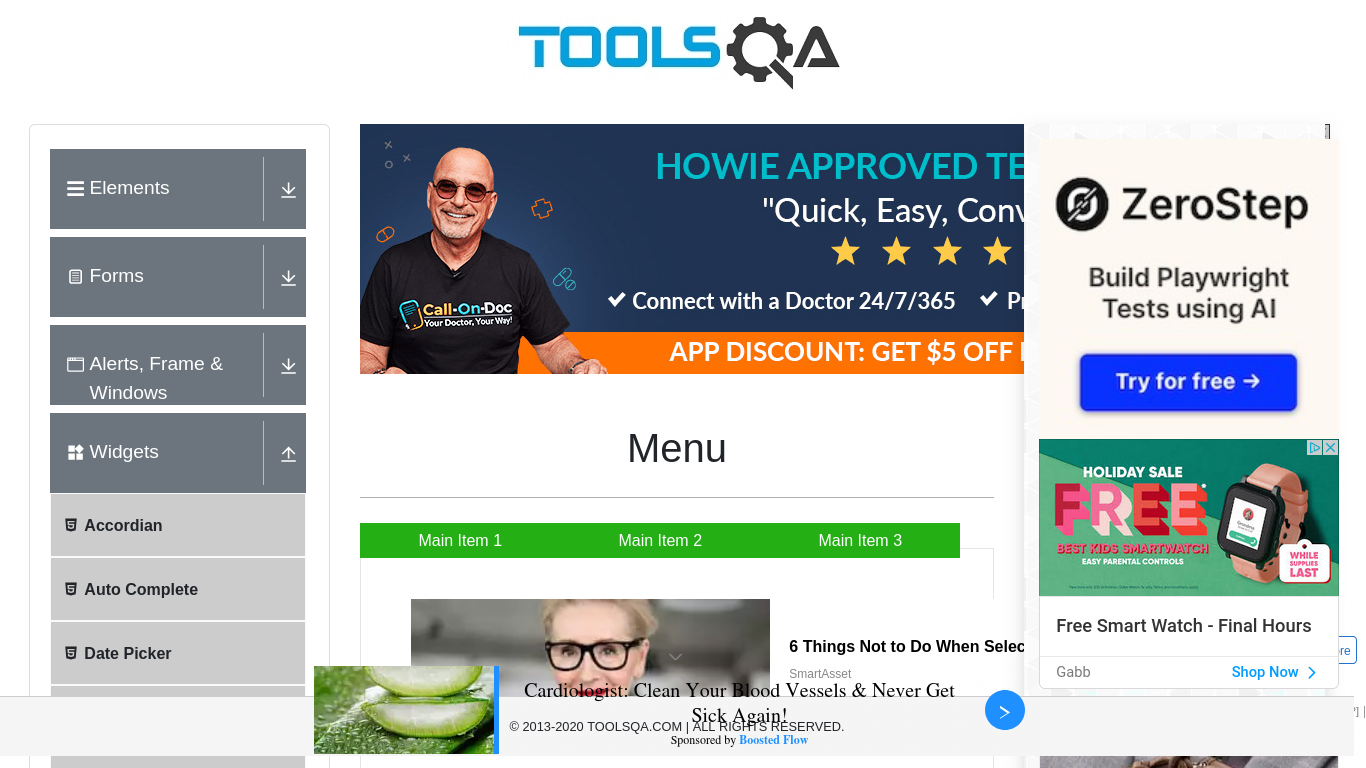 TOOLSQA
Elements
Forms
Alerts, Frame &
Windows
Widgets
Accordian
Auto Complete
Date Picker
HOWIE APPROVED
"Quick, Easy,
Connect with a Doctor 24/7/365
APP DISCOUNT: GET $5 OFF
Call-On-Doc
Your Doctor, Your Way!
Menu
Main Item 1
Main Item 2
Main Item 3
6 Things Not to Do When
SmartAsset
Cardiologist: Clean Your Blood Vessels & Never Get
Sick Again!
Sponsored by Boosted Flow
© 2013-2020 TOOLSQA.COM | ALL RIGHTS RESERVED.
ZeroStep
Build Playwright
Tests using AI
Try for free →
HOLIDAY SALE
FREE*
BEST KIDS SMARTWATCH
EASY PARENTAL CONTROLS
WHILE
SUPPLIES
LAST
Free Smart Watch - Final Hours
Gabb
Shop Now